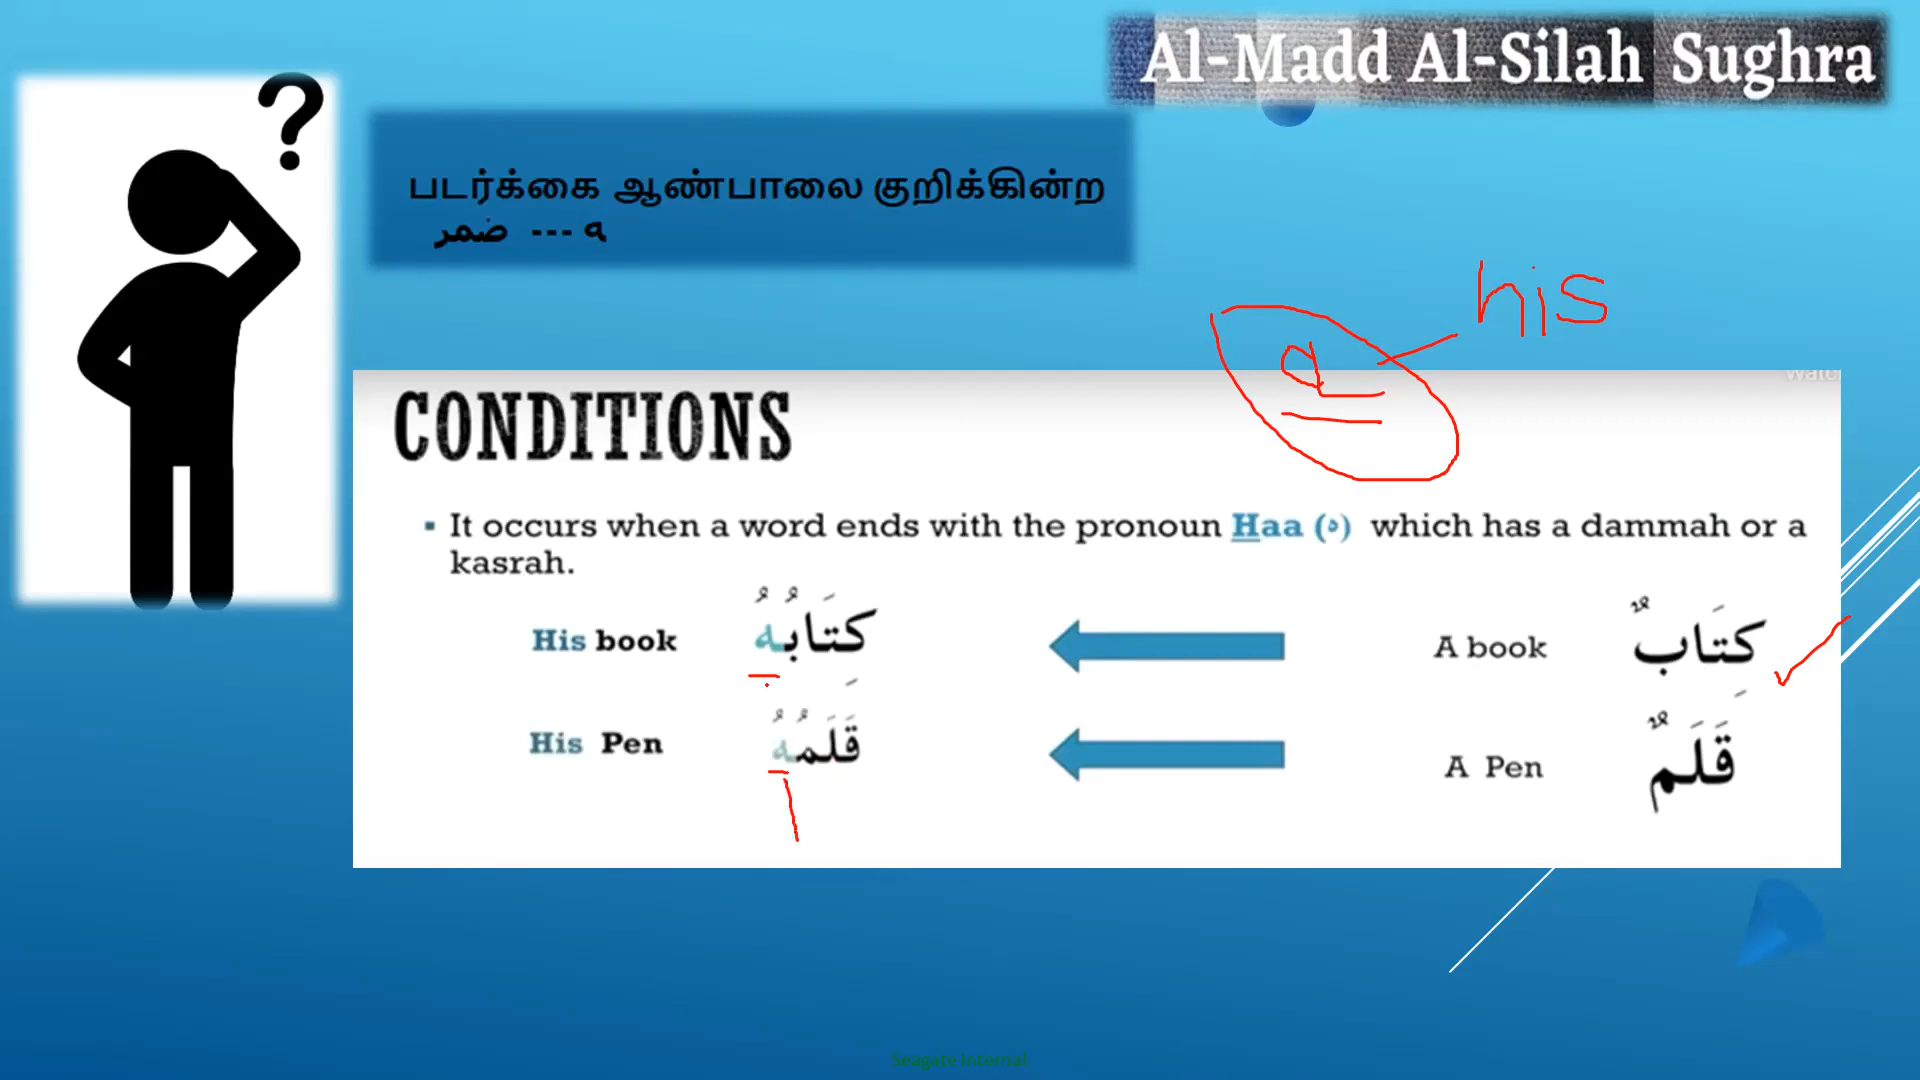 Al-Madd Al-Silah Sughra
?
படர்க்கை ஆண்பாலை குறிக்கின்ற
ه --- ضمر
his
ه
CONDITIONS
▪ It occurs when a word ends with the pronoun Haa (ه) which has a dammah or a
kasrah.
His book كِتَابُهُ A book كِتَابٌ
His Pen قَلَمُهُ A Pen قَلَمٌ
Seagate Internal